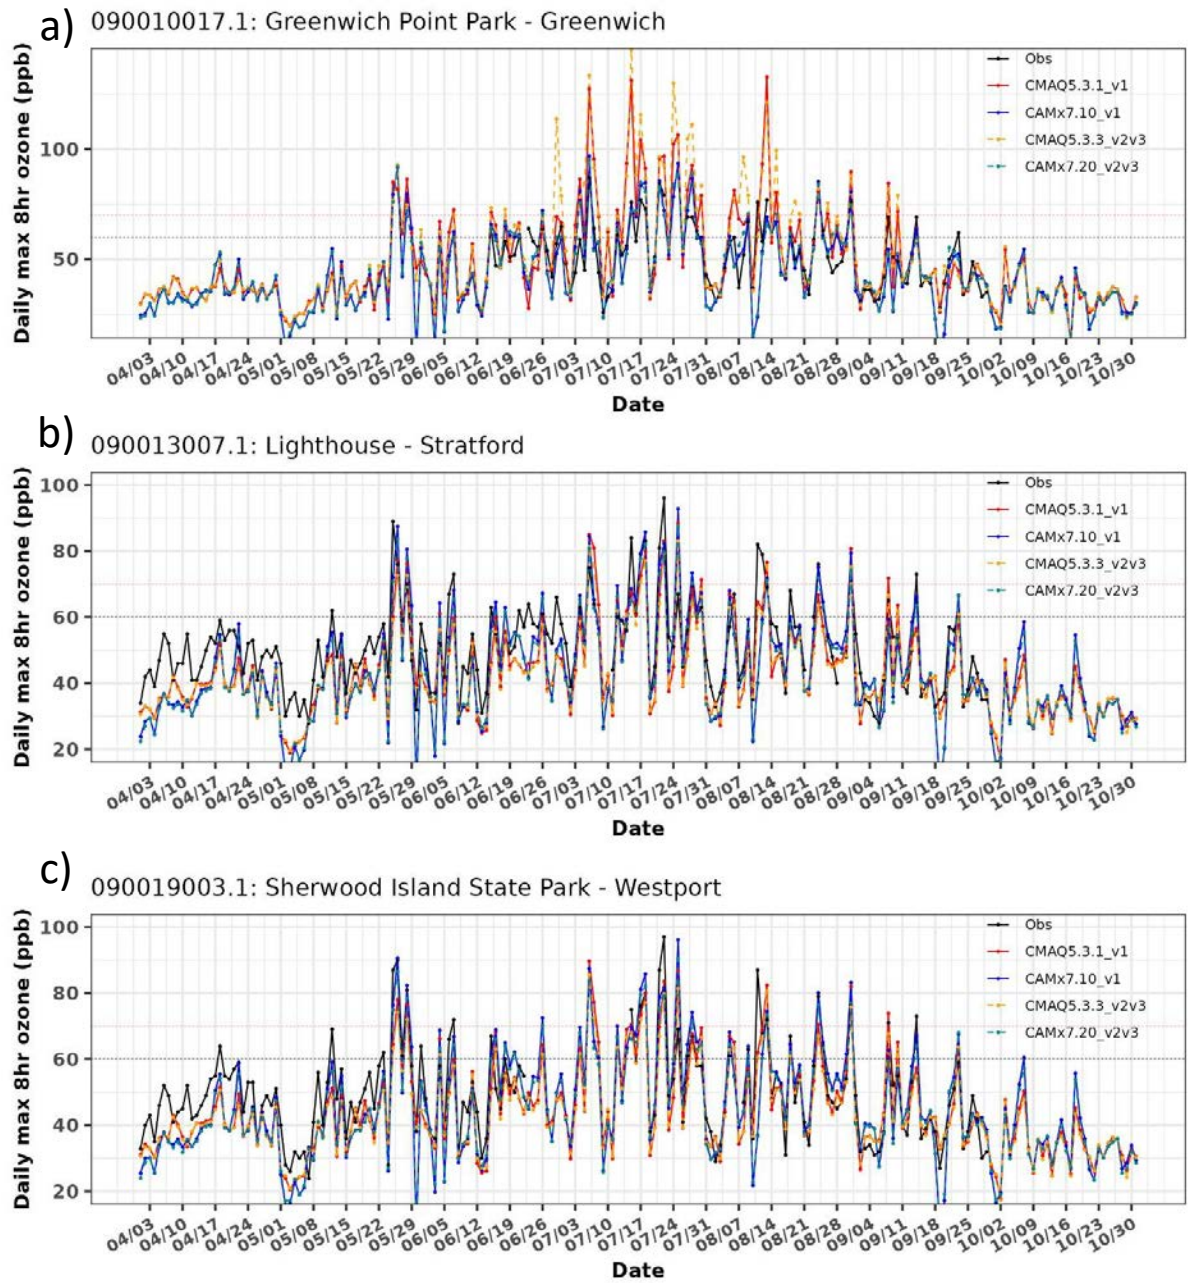 a) 090010017.1: Greenwich Point Park - Greenwich
Daily max 8hr ozone (ppb)
100
50
Obs
CMAQ5.3.1_v1
CAMx7.10_v1
CMAQ5.3.3_v2v3
CAMx7.20_v2v3
04/03 04/10 04/17 04/24 05/01 05/08 05/15 05/22 05/29 06/05 06/12 06/19 06/26 07/03 07/10 07/17 07/24 07/31 08/07 08/14 08/21 08/28 09/04 09/11 09/18 09/25 10/02 10/09 10/16 10/23 10/30
Date
b) 090013007.1: Lighthouse - Stratford
Daily max 8hr ozone (ppb)
100
80
60
40
20
Obs
CMAQ5.3.1_v1
CAMx7.10_v1
CMAQ5.3.3_v2v3
CAMx7.20_v2v3
04/03 04/10 04/17 04/24 05/01 05/08 05/15 05/22 05/29 06/05 06/12 06/19 06/26 07/03 07/10 07/17 07/24 07/31 08/07 08/14 08/21 08/28 09/04 09/11 09/18 09/25 10/02 10/09 10/16 10/23 10/30
Date
c) 090019003.1: Sherwood Island State Park - Westport
Daily max 8hr ozone (ppb)
100
80
60
40
20
Obs
CMAQ5.3.1_v1
CAMx7.10_v1
CMAQ5.3.3_v2v3
CAMx7.20_v2v3
04/03 04/10 04/17 04/24 05/01 05/08 05/15 05/22 05/29 06/05 06/12 06/19 06/26 07/03 07/10 07/17 07/24 07/31 08/07 08/14 08/21 08/28 09/04 09/11 09/18 09/25 10/02 10/09 10/16 10/23 10/30
Date